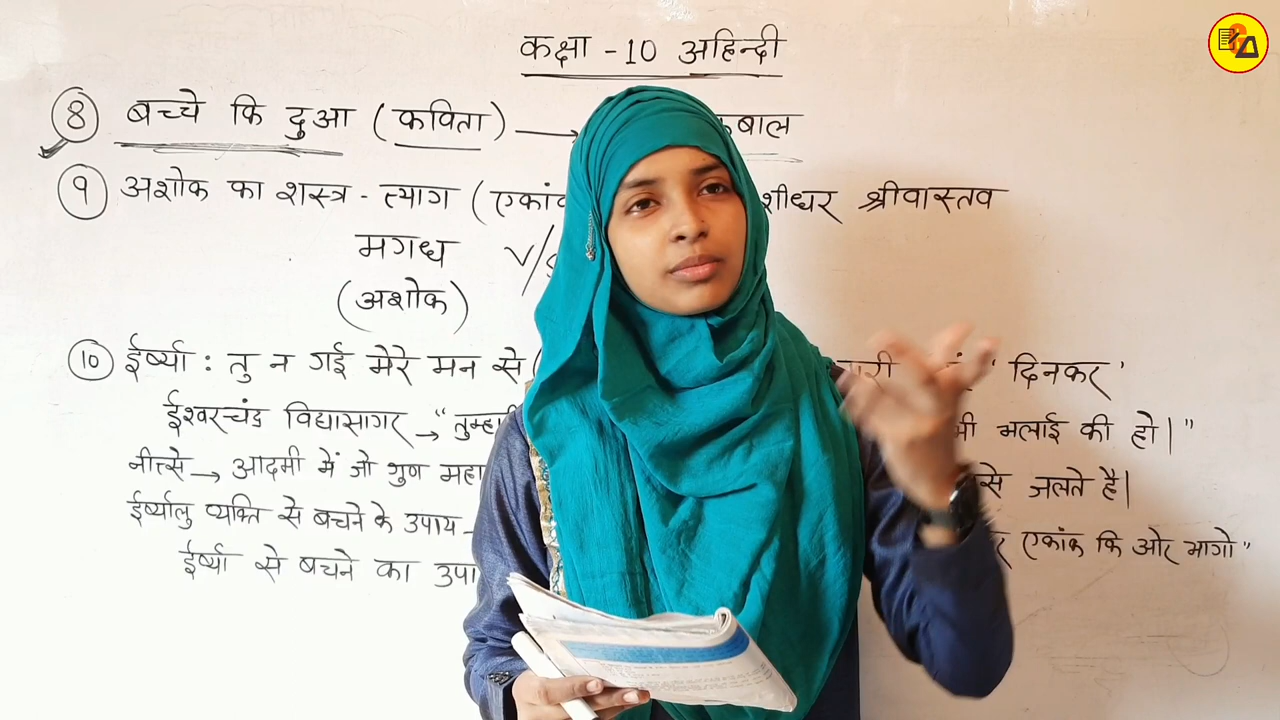 कक्षा - 10 अहिन्दी
8 बच्चे कि दुआ (कविता) → कबाल
9 अशोक का शस्त्र - त्याग (एकां शीधर श्रीवास्तव
मगध
(अशोक)
10 ईर्ष्या : तु न गई मेरे मन से ( ' दिनकर '
ईश्वरचंद्र विद्यासागर → “ तुम्हा भी भलाई की हो। ”
नीत्से → आदमी में जो गुण महा से जलते है।
ईर्ष्यालु व्यक्ति से बचने के उपाय - एकांक कि ओर भागो ”
ईर्ष्या से बचने का उपा